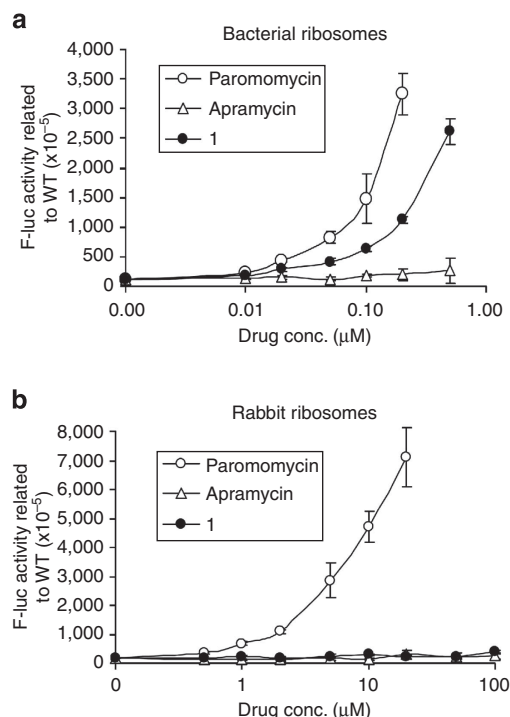 a
Bacterial ribosomes
F-luc activity related
to WT (x10⁻⁵)
4,000
3,500
3,000
2,500
2,000
1,500
1,000
500
0
Paromomycin
Apramycin
1
0.00 0.01 0.10 1.00
Drug conc. (μM)
b
Rabbit ribosomes
F-luc activity related
to WT (x10⁻⁵)
8,000
7,000
6,000
5,000
4,000
3,000
2,000
1,000
0
Paromomycin
Apramycin
1
0 1 10 100
Drug conc. (μM)